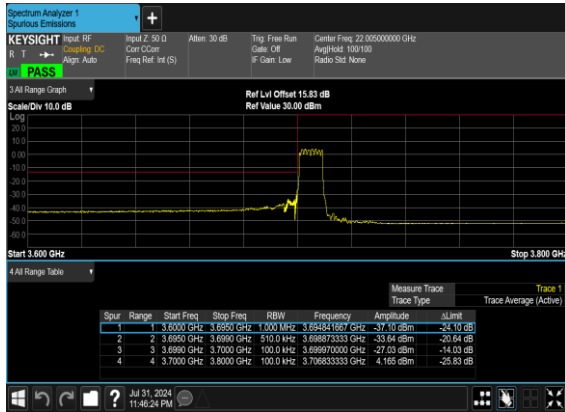 Spectrum Analyzer 1
Spurious Emissions
+
KEYSIGHT Input: RF Input Z: 50 Ω Atten: 30 dB Trig: Free Run Center Freq: 22.005000000 GHz
R T Coupling: DC Corr CCorr Gate: Off Avg|Hold: 100/100
Align: Auto Freq Ref: Int (S) IF Gain: Low Radio Std: None
LXI PASS
3 All Range Graph
Ref Lvl Offset 15.83 dB
Scale/Div 10.0 dB Ref Value 30.00 dBm
Log
20.0
10.0
0.00
-10.0
-20.0
-30.0
-40.0
-50.0
-60.0
Start 3.600 GHz Stop 3.800 GHz
4 All Range Table
Measure Trace Trace 1
Trace Type Trace Average (Active)
Spur Range Start Freq Stop Freq RBW Frequency Amplitude ΔLimit
1 1 3.6000 GHz 3.6950 GHz 1.000 MHz 3.694841667 GHz -37.10 dBm -24.10 dB
2 2 3.6950 GHz 3.6990 GHz 510.0 kHz 3.698873333 GHz -33.64 dBm -20.64 dB
3 3 3.6990 GHz 3.7000 GHz 100.0 kHz 3.699970000 GHz -27.03 dBm -14.03 dB
4 4 3.7000 GHz 3.8000 GHz 100.0 kHz 3.706833333 GHz 4.165 dBm -25.83 dB
? Jul 31, 2024
11:46:24 PM